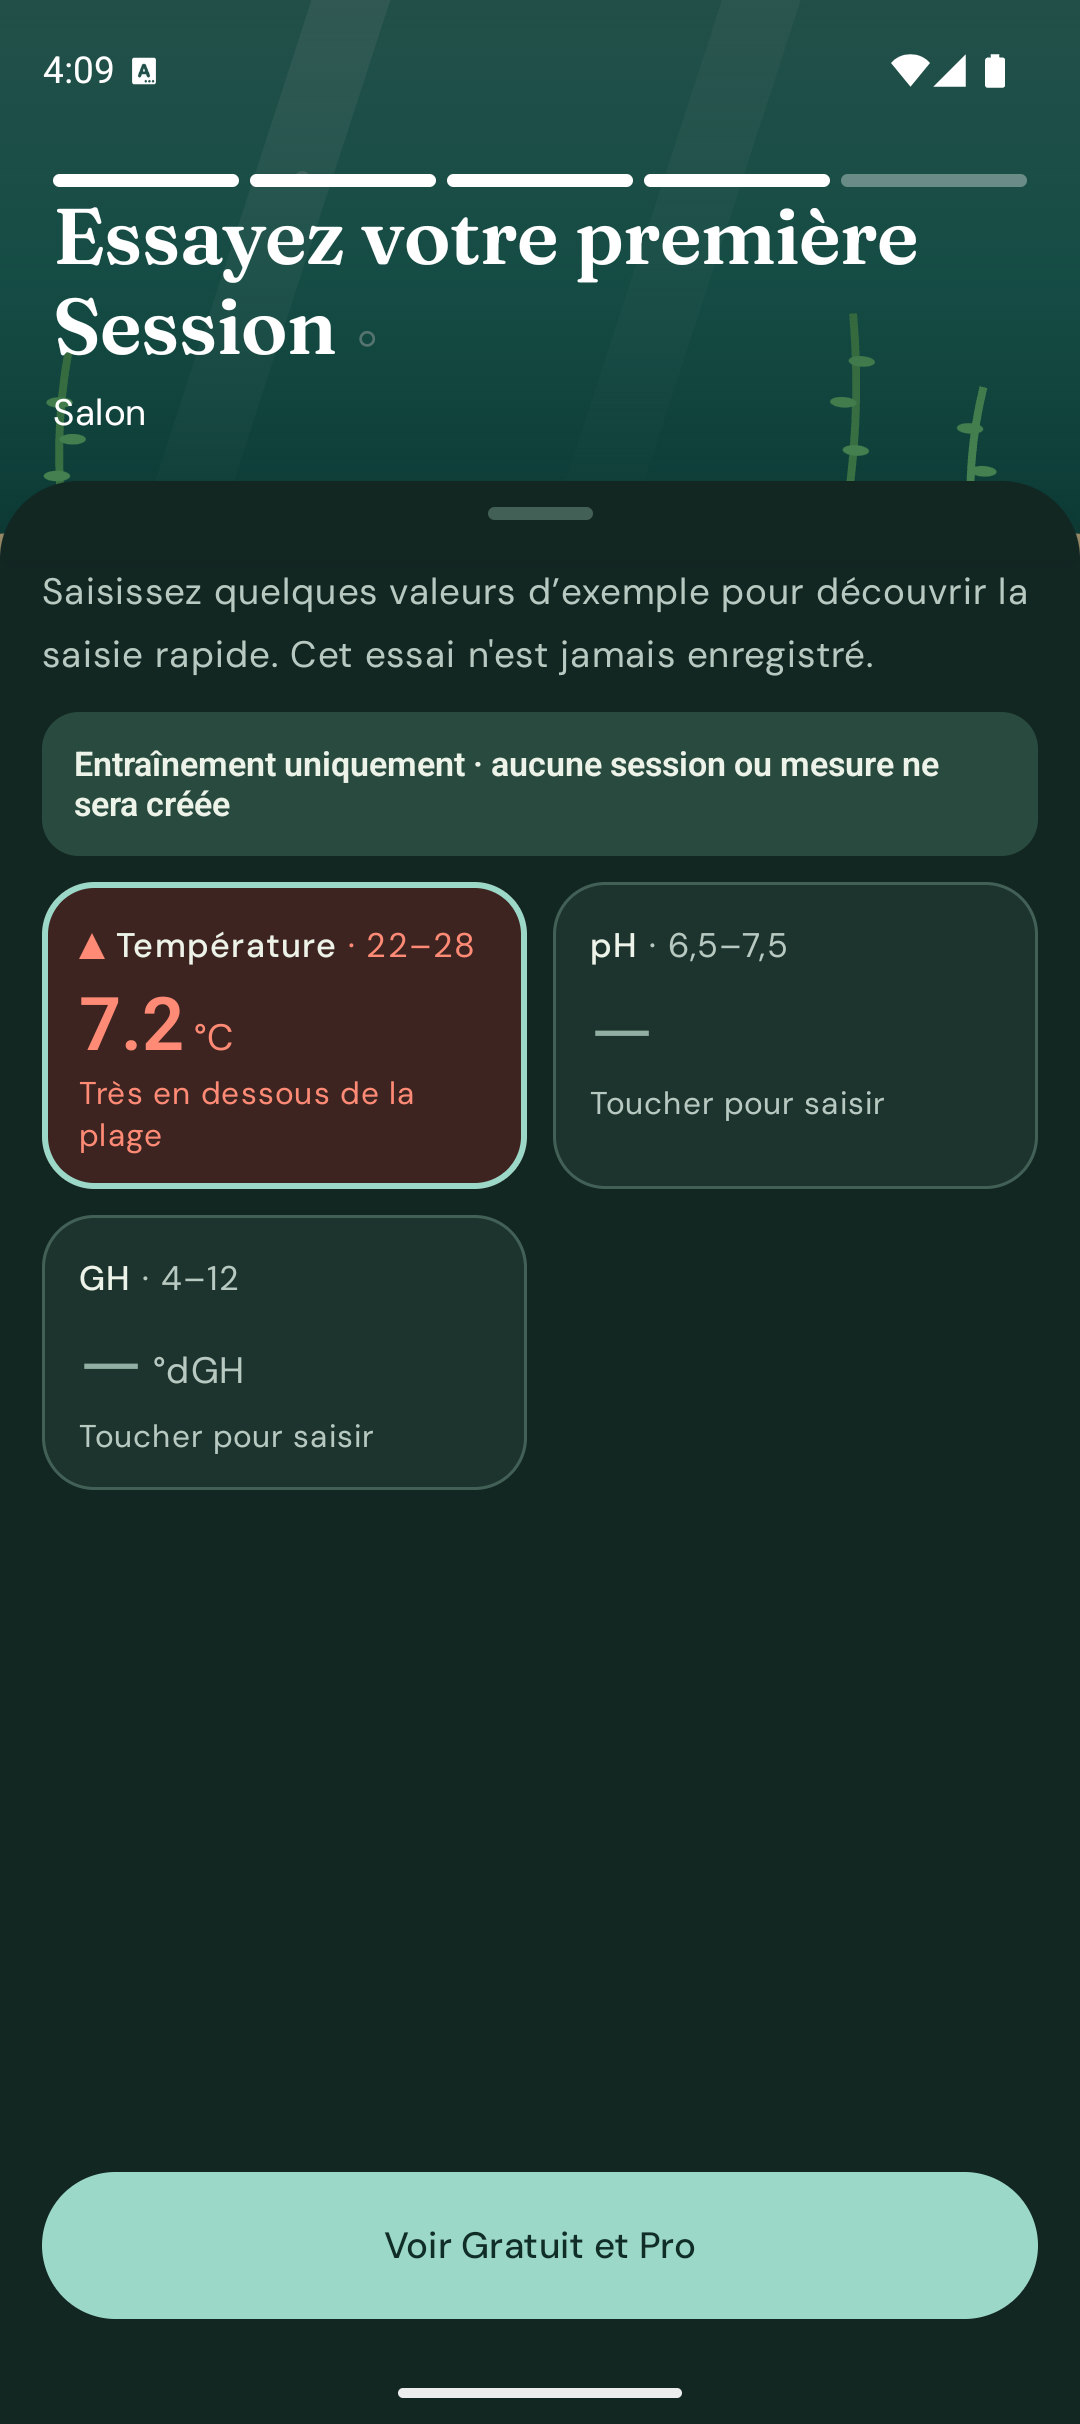 4:09
Essayez votre première
Session
Salon
Saisissez quelques valeurs d’exemple pour découvrir la
saisie rapide. Cet essai n'est jamais enregistré.
Entraînement uniquement · aucune session ou mesure ne
sera créée
Température · 22–28
7.2 °C
Très en dessous de la
plage
pH · 6,5–7,5
—
Toucher pour saisir
GH · 4–12
— °dGH
Toucher pour saisir
Voir Gratuit et Pro